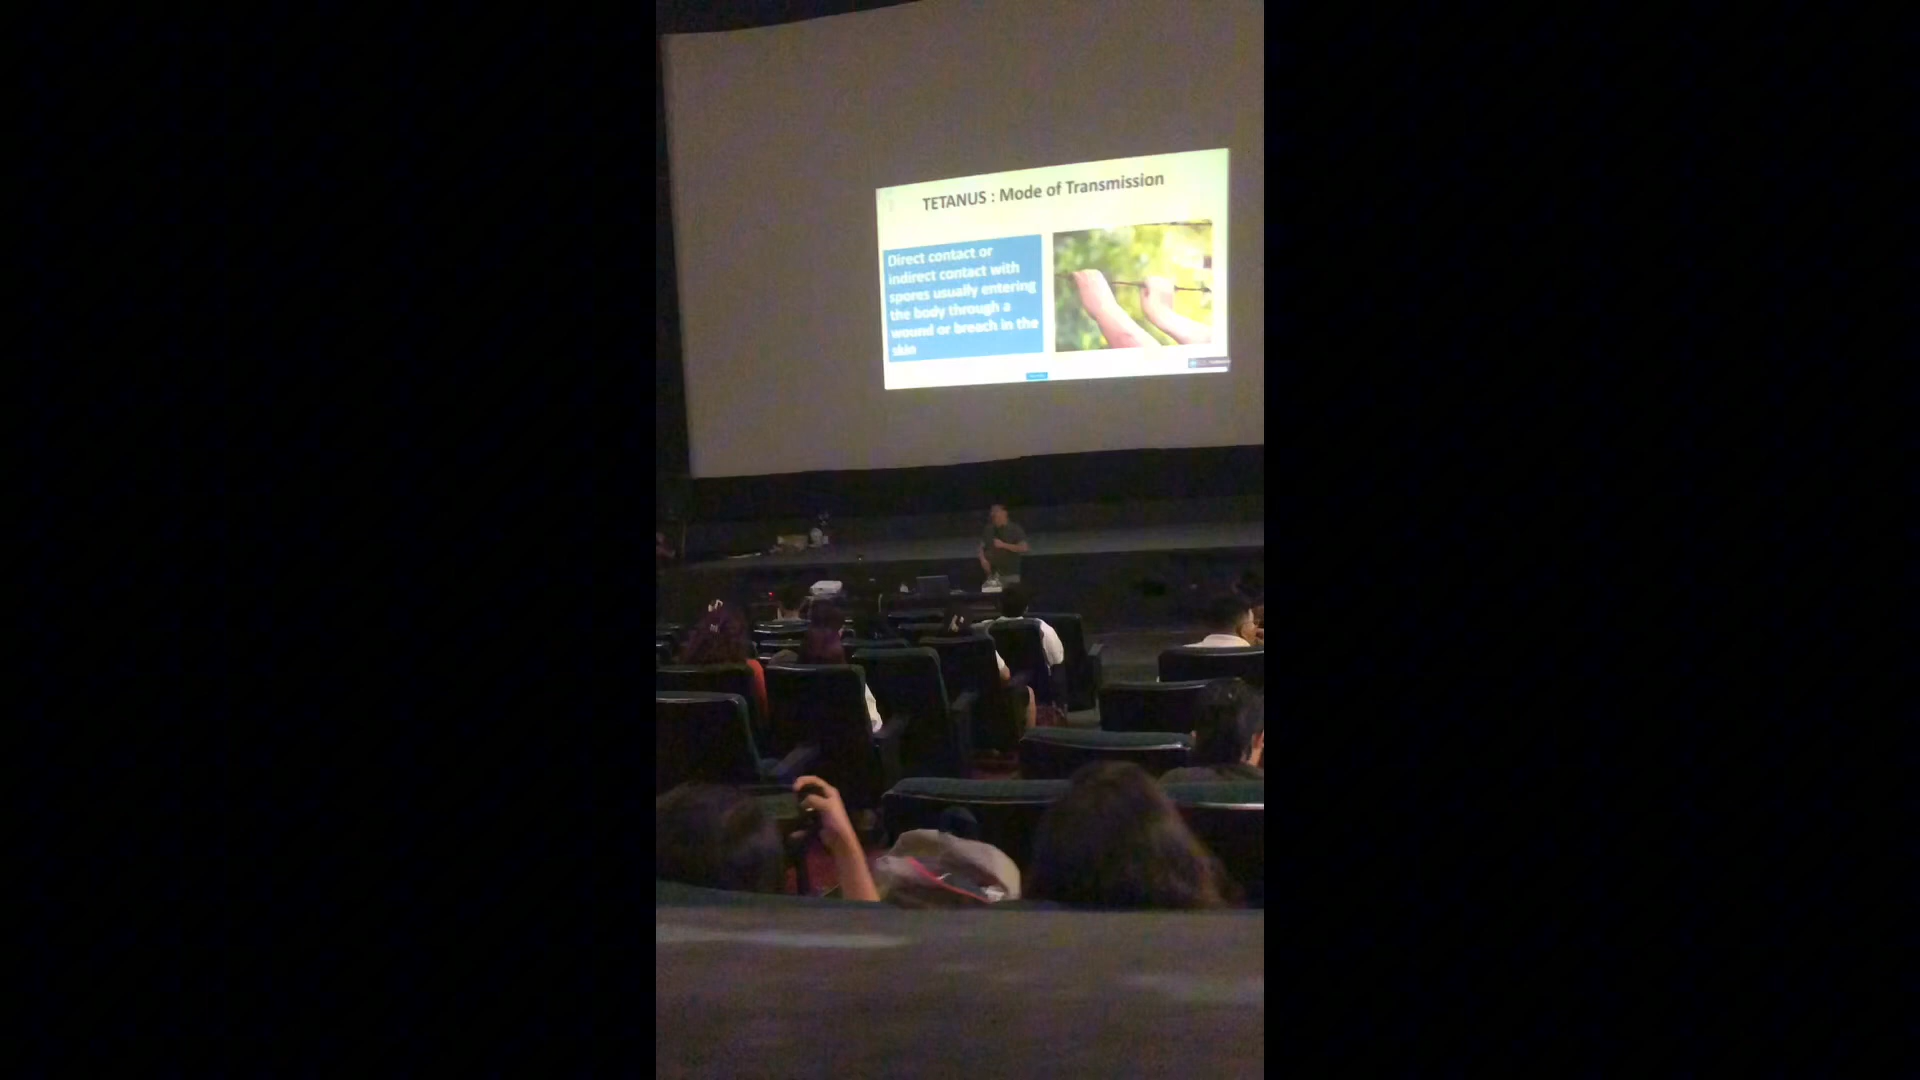 TETANUS : Mode of Transmission
Direct contact or
indirect contact with
spores usually entering
the body through a
wound or breach in the
skin